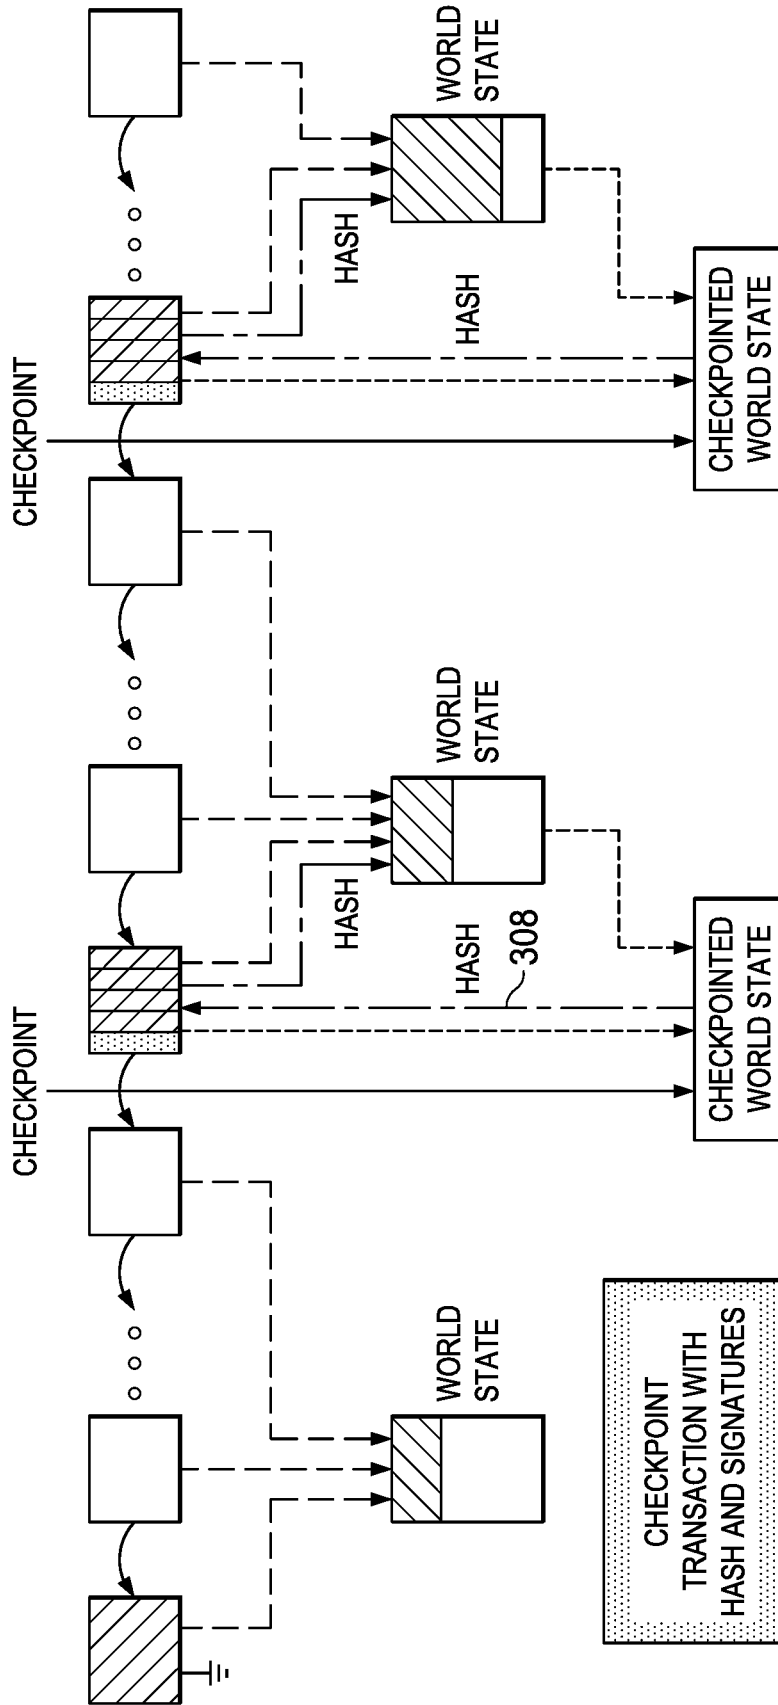 CHECKPOINT
CHECKPOINT
HASH
HASH
WORLD
STATE
HASH
308
WORLD
STATE
HASH
WORLD
STATE
CHECKPOINT
TRANSACTION WITH
HASH AND SIGNATURES
CHECKPOINTED
WORLD STATE
CHECKPOINTED
WORLD STATE